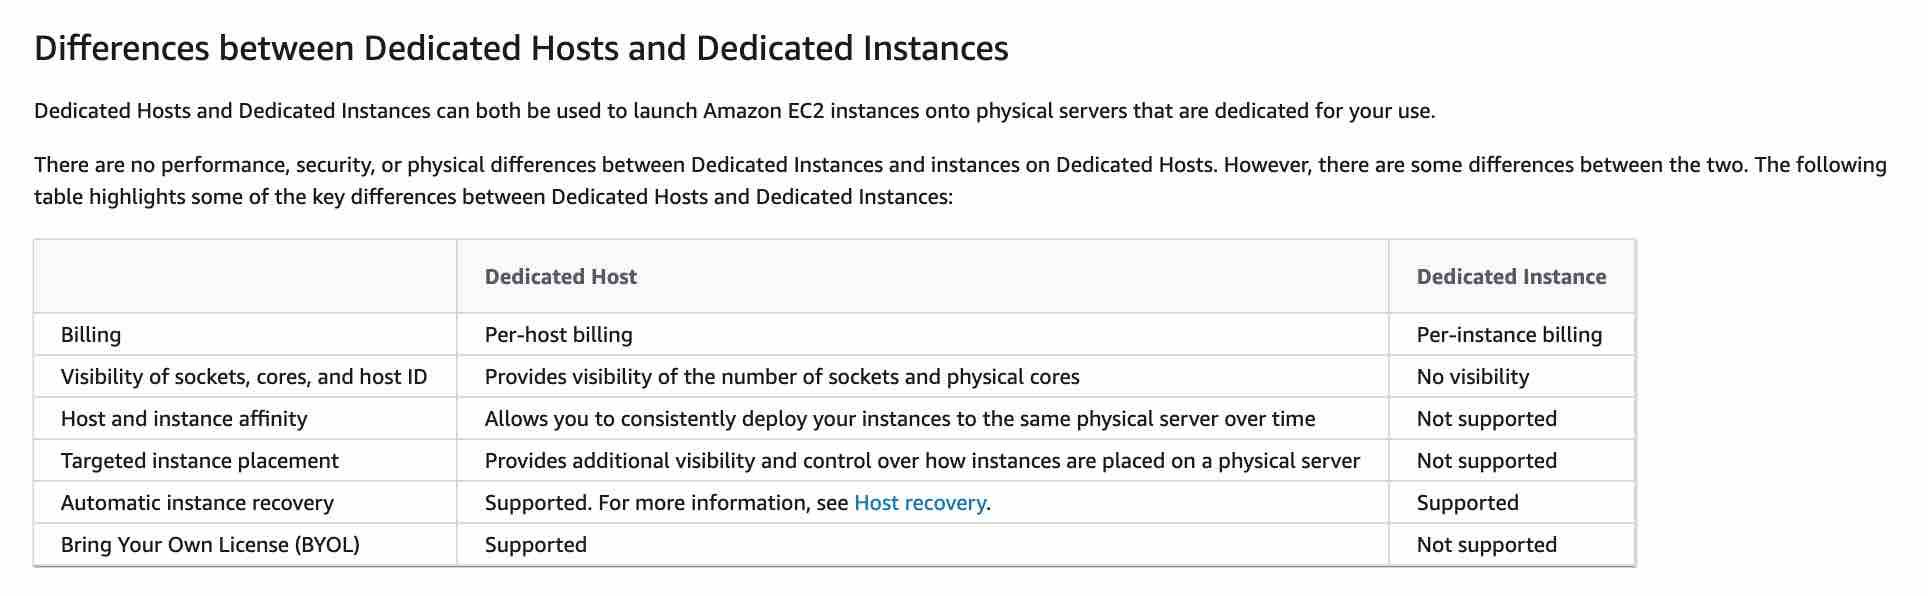 Differences between Dedicated Hosts and Dedicated Instances
Dedicated Hosts and Dedicated Instances can both be used to launch Amazon EC2 instances onto physical servers that are dedicated for your use.
There are no performance, security, or physical differences between Dedicated Instances and instances on Dedicated Hosts. However, there are some differences between the two. The following
table highlights some of the key differences between Dedicated Hosts and Dedicated Instances:
Dedicated Host Dedicated Instance
Billing Per-host billing Per-instance billing
Visibility of sockets, cores, and host ID Provides visibility of the number of sockets and physical cores No visibility
Host and instance affinity Allows you to consistently deploy your instances to the same physical server over time Not supported
Targeted instance placement Provides additional visibility and control over how instances are placed on a physical server Not supported
Automatic instance recovery Supported. For more information, see Host recovery. Supported
Bring Your Own License (BYOL) Supported Not supported